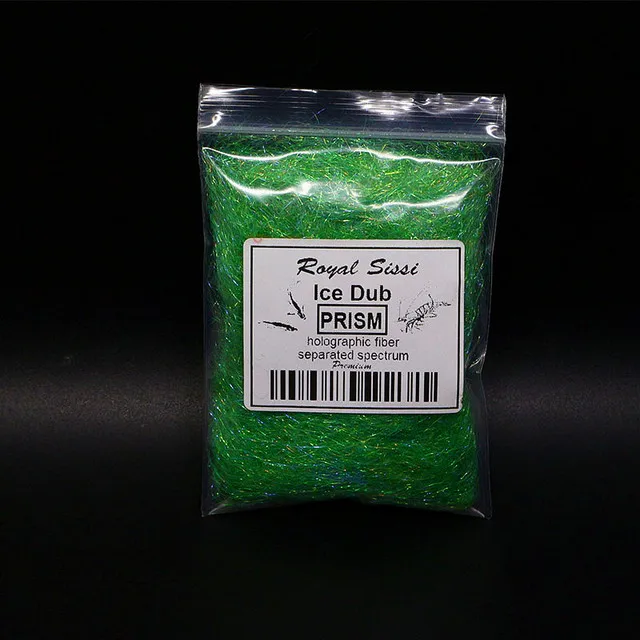 Royal Sissi
Ice Dub
PRISM
holographic fiber
separated spectrum
Premium